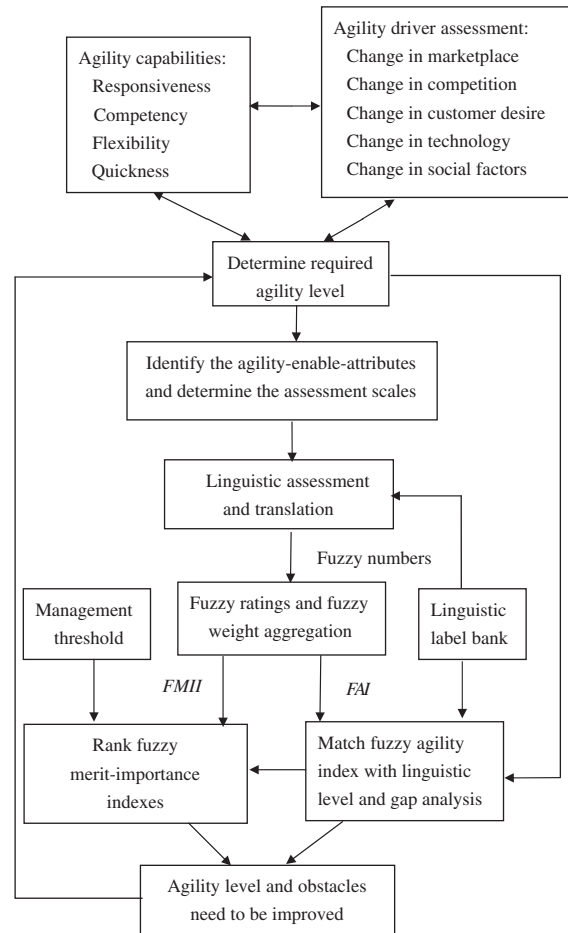 Agility capabilities:
Responsiveness
Competency
Flexibility
Quickness
Agility driver assessment:
Change in marketplace
Change in competition
Change in customer desire
Change in technology
Change in social factors
Determine required
agility level
Identify the agility-enable-attributes
and determine the assessment scales
Linguistic assessment
and translation
Fuzzy numbers
Management
threshold
Fuzzy ratings and fuzzy
weight aggregation
Linguistic
label bank
FMII
FAI
Rank fuzzy
merit-importance
indexes
Match fuzzy agility
index with linguistic
level and gap analysis
Agility level and obstacles
need to be improved